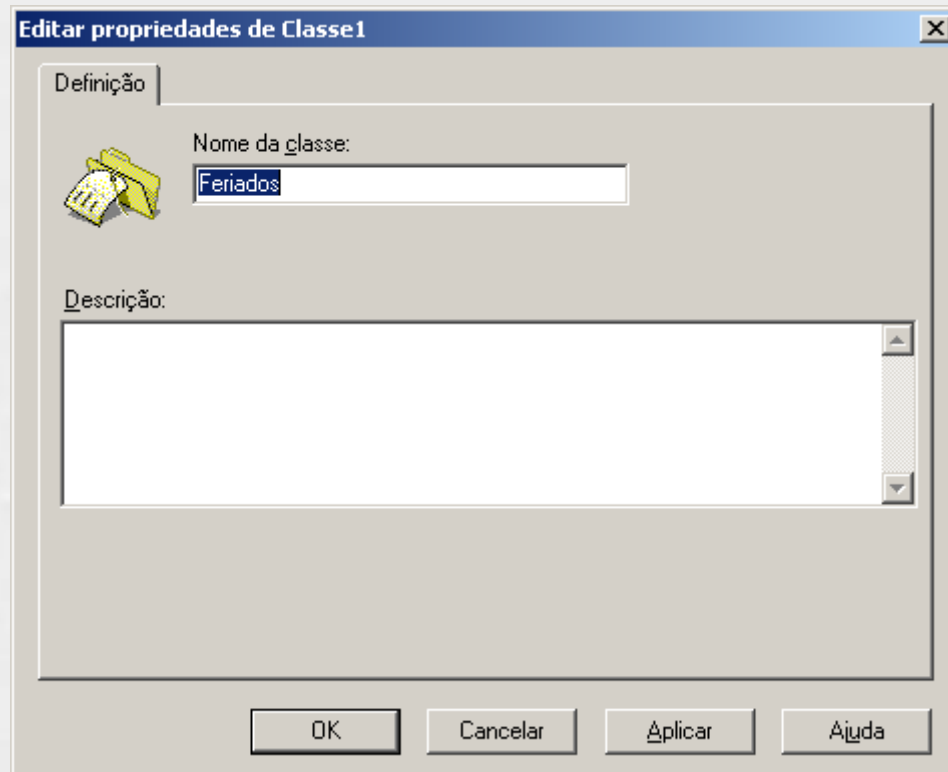 Editar propriedades de Classe1
Definição
Nome da classe:
Feriados
Descrição:
OK Cancelar Aplicar Ajuda